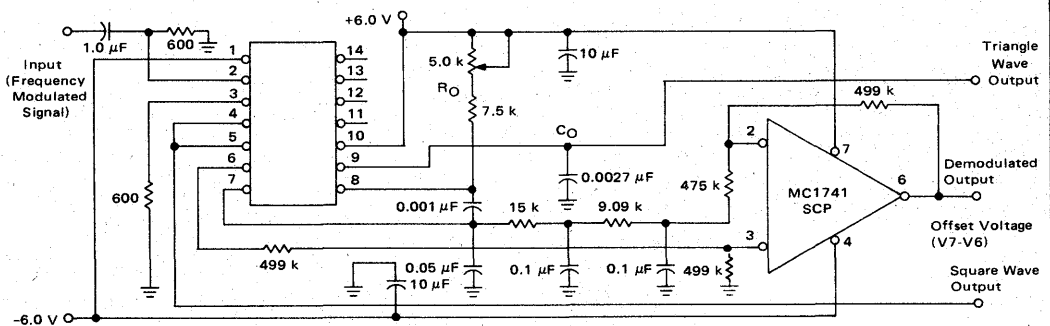 +6.0 V
1.0 µF
600
Input
(Frequency
Modulated
Signal)
1
2
3
4
5
6
7
14
13
12
11
10
9
8
5.0 k
R_O
7.5 k
10 µF
C_O
0.0027 µF
0.001 µF
15 k
9.09 k
475 k
499 k
2
3
7
6
4
MC1741
SCP
Triangle
Wave
Output
Demodulated
Output
Offset Voltage
(V7-V6)
Square Wave
Output
600
499 k
0.05 µF
10 µF
0.1 µF
0.1 µF
499 k
-6.0 V